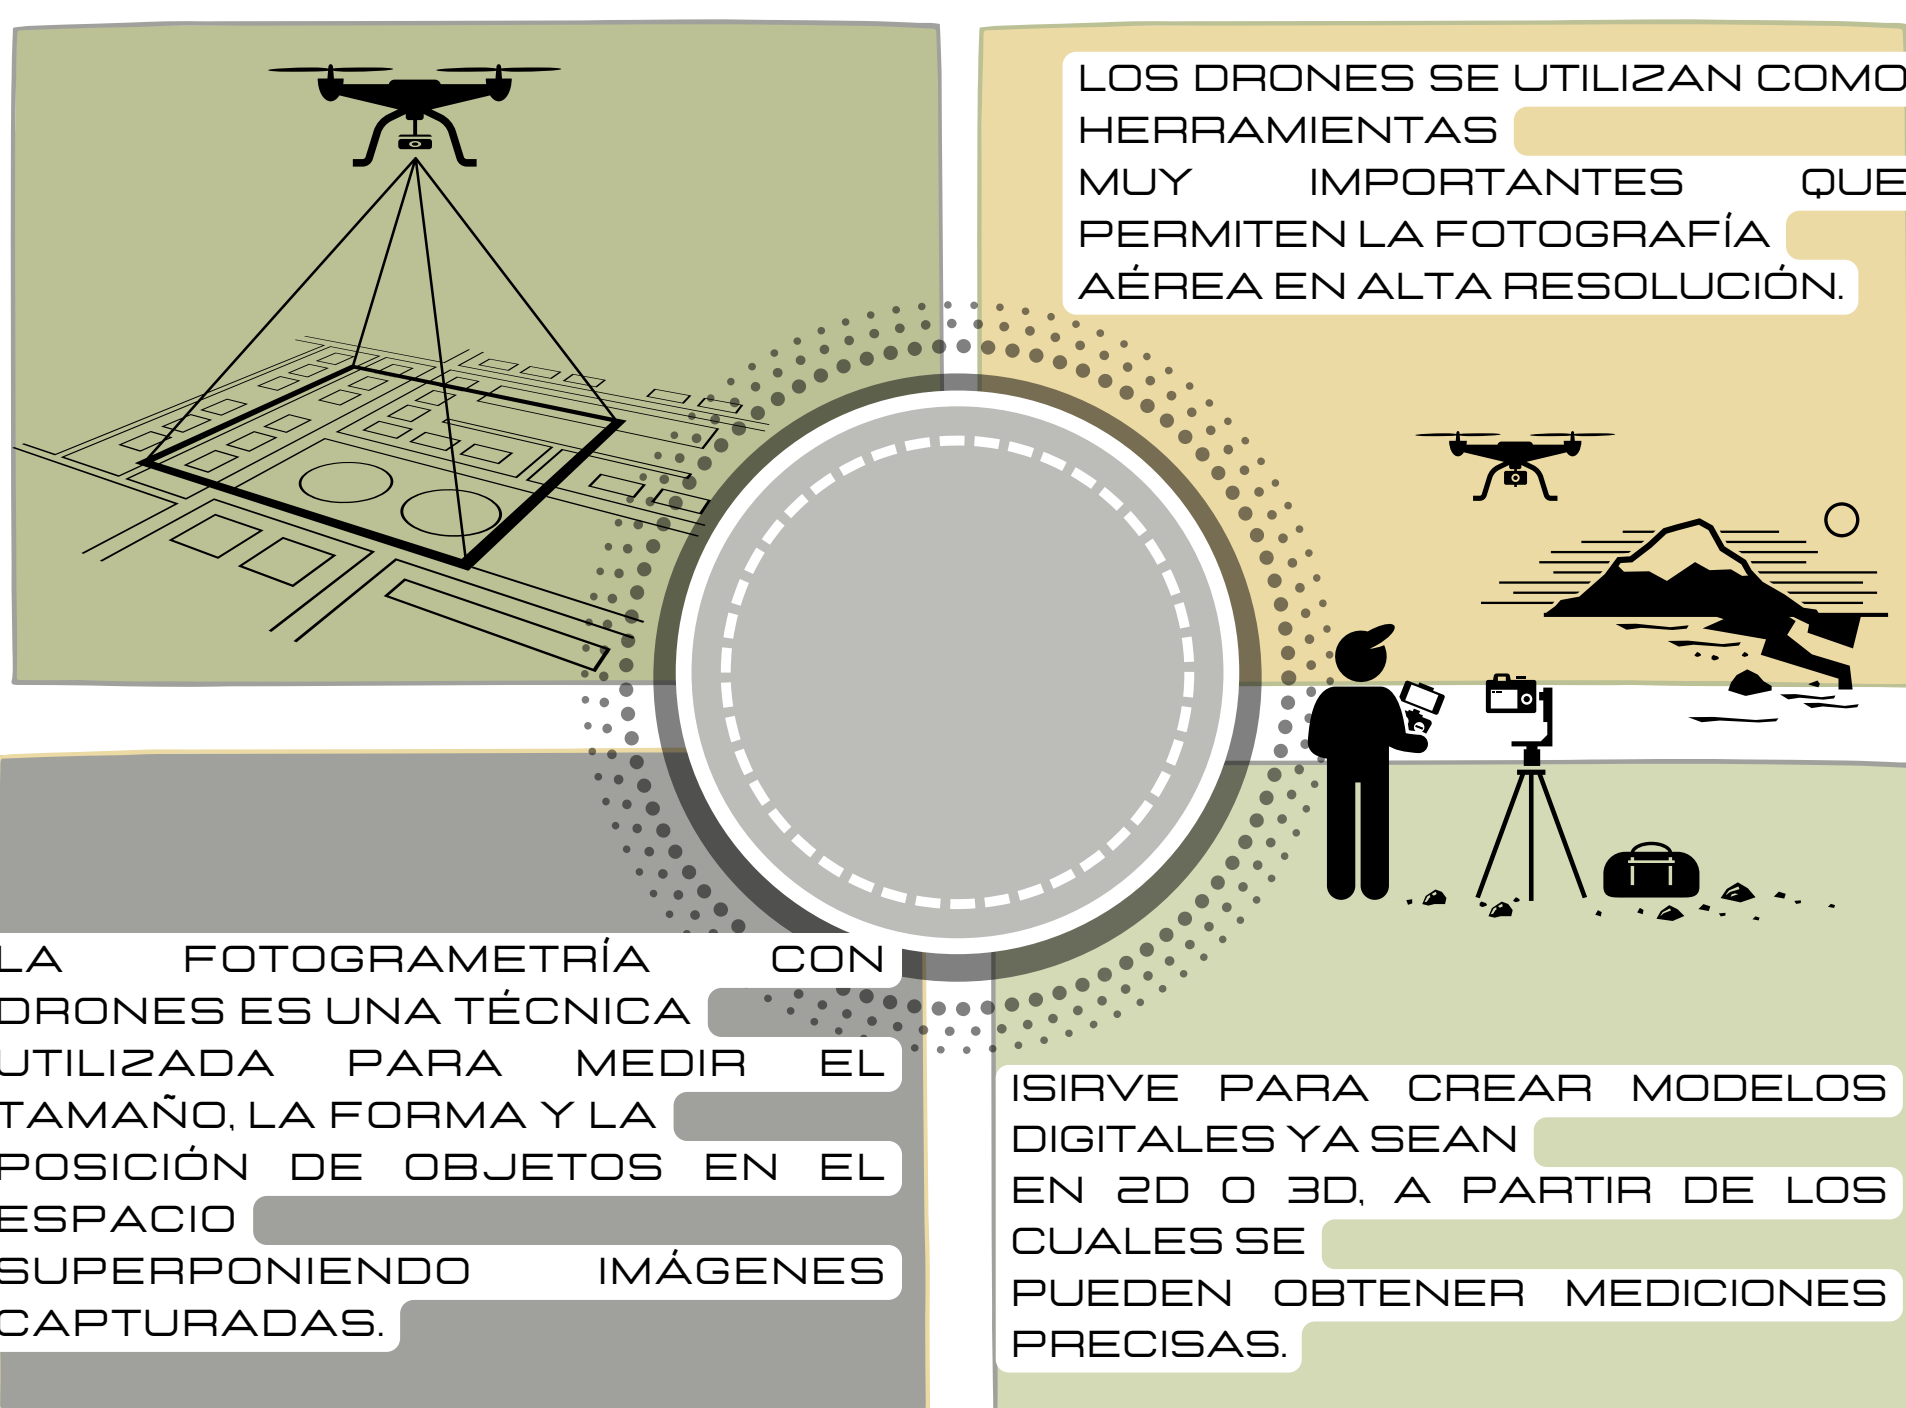 LOS DRONES SE UTILIZAN COMO
HERRAMIENTAS
MUY IMPORTANTES QUE
PERMITEN LA FOTOGRAFÍA
AÉREA EN ALTA RESOLUCIÓN.
LA FOTOGRAMETRÍA CON
DRONES ES UNA TÉCNICA
UTILIZADA PARA MEDIR EL
TAMAÑO, LA FORMA Y LA
POSICIÓN DE OBJETOS EN EL
ESPACIO
SUPERPONIENDO IMÁGENES
CAPTURADAS.
ISIRVE PARA CREAR MODELOS
DIGITALES YA SEAN
EN 2D O 3D, A PARTIR DE LOS
CUALES SE
PUEDEN OBTENER MEDICIONES
PRECISAS.